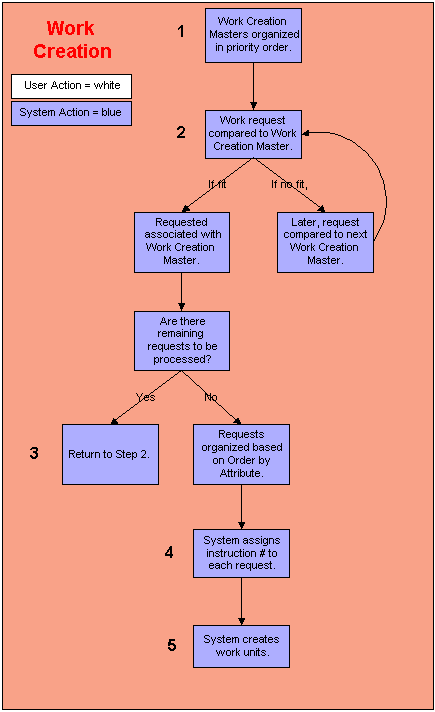 Work
Creation
User Action = white
System Action = blue
1
Work Creation
Masters organized
in priority order.
2
Work request
compared to Work
Creation Master.
If fit
If no fit,
Requested
associated with
Work Creation
Master.
Later, request
compared to next
Work Creation
Master.
Are there
remaining
requests to be
processed?
Yes
No
3
Return to Step 2.
Requests
organized based
on Order by
Attribute.
4
System assigns
instruction # to
each request.
5
System creates
work units.